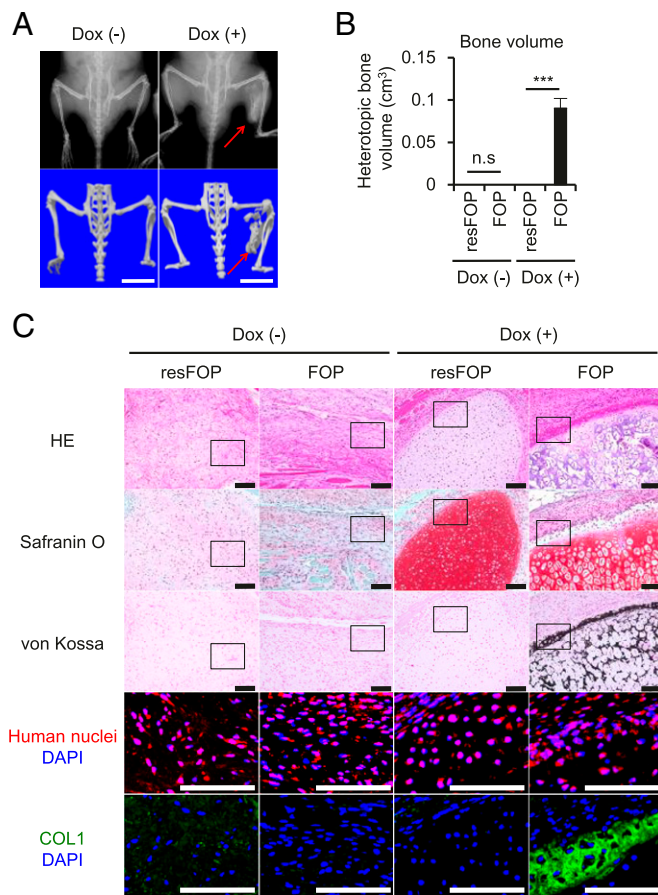 A
Dox (-)
Dox (+)
B
Bone volume
Heterotopic bone
volume (cm³)
0.15
0.1
0.05
0
n.s
***
resFOP
FOP
resFOP
FOP
Dox (-)
Dox (+)
C
Dox (-)
Dox (+)
resFOP
FOP
resFOP
FOP
HE
Safranin O
von Kossa
Human nuclei
DAPI
COL1
DAPI